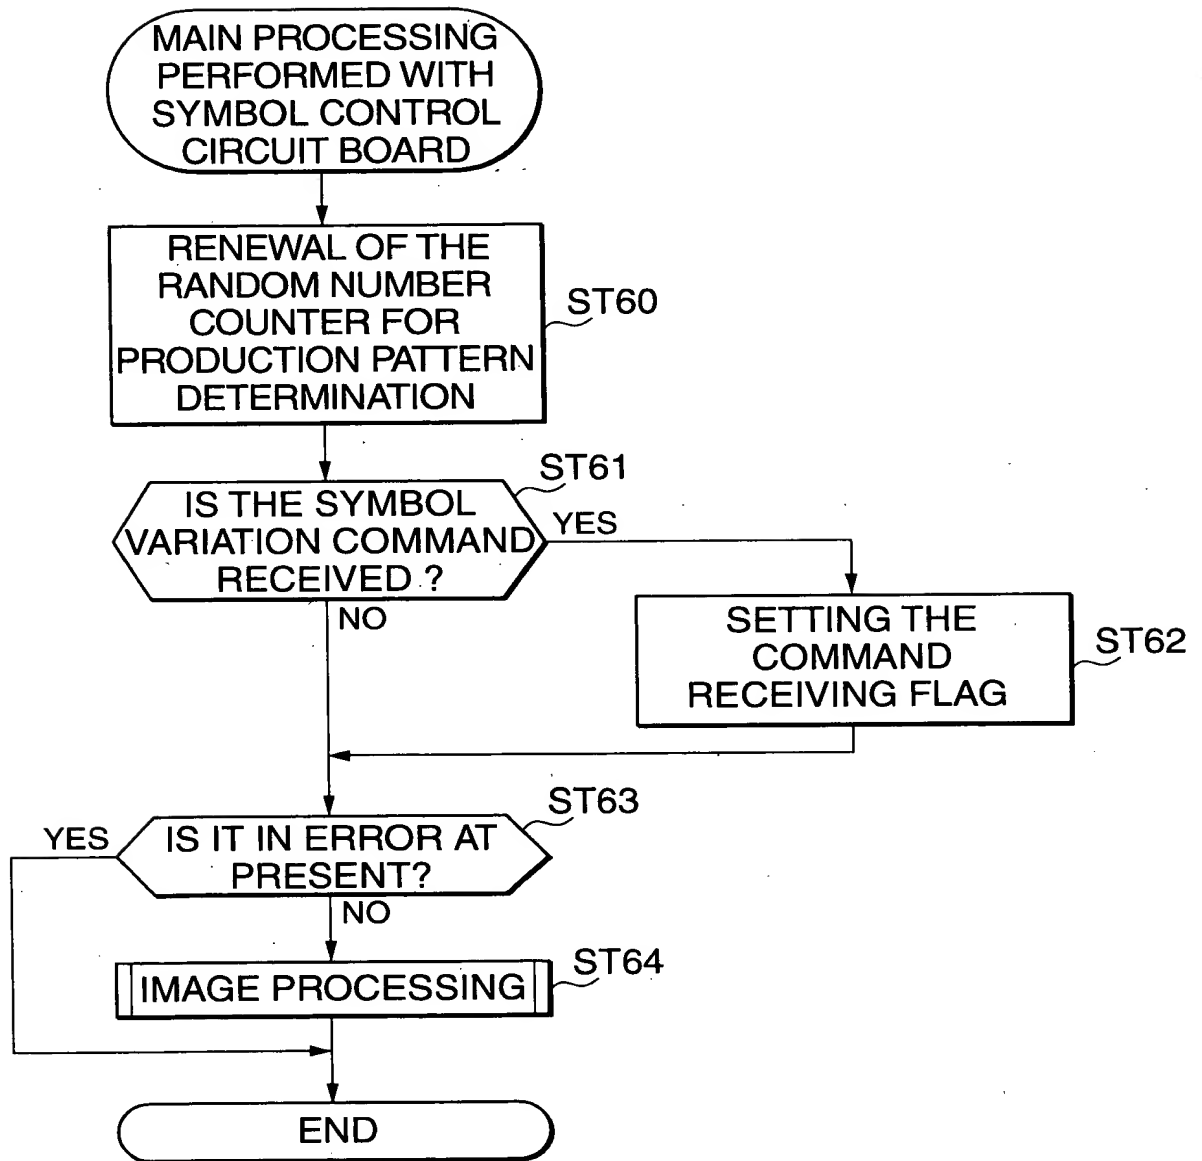 MAIN PROCESSING
PERFORMED WITH
SYMBOL CONTROL
CIRCUIT BOARD
RENEWAL OF THE
RANDOM NUMBER
COUNTER FOR
PRODUCTION PATTERN
DETERMINATION
ST60
IS THE SYMBOL
VARIATION COMMAND
RECEIVED ?
ST61
YES
NO
SETTING THE
COMMAND
RECEIVING FLAG
ST62
IS IT IN ERROR AT
PRESENT?
ST63
YES
NO
IMAGE PROCESSING
ST64
END